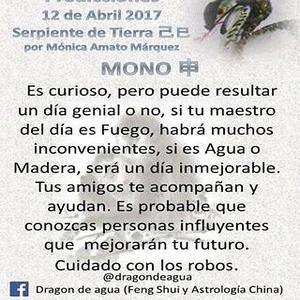 Predicciones
12 de Abril 2017
Serpiente de Tierra 己巳
por Mónica Amato Márquez
MONO 申
Es curioso, pero puede resultar
un día genial o no, si tu maestro
del día es Fuego, habrá muchos
inconvenientes, si es Agua o
Madera, será un día inmejorable.
Tus amigos te acompañan y
ayudan. Es probable que
conozcas personas influyentes
que mejorarán tu futuro.
Cuidado con los robos.
@dragondeagua
Dragon de agua (Feng Shui y Astrología China)